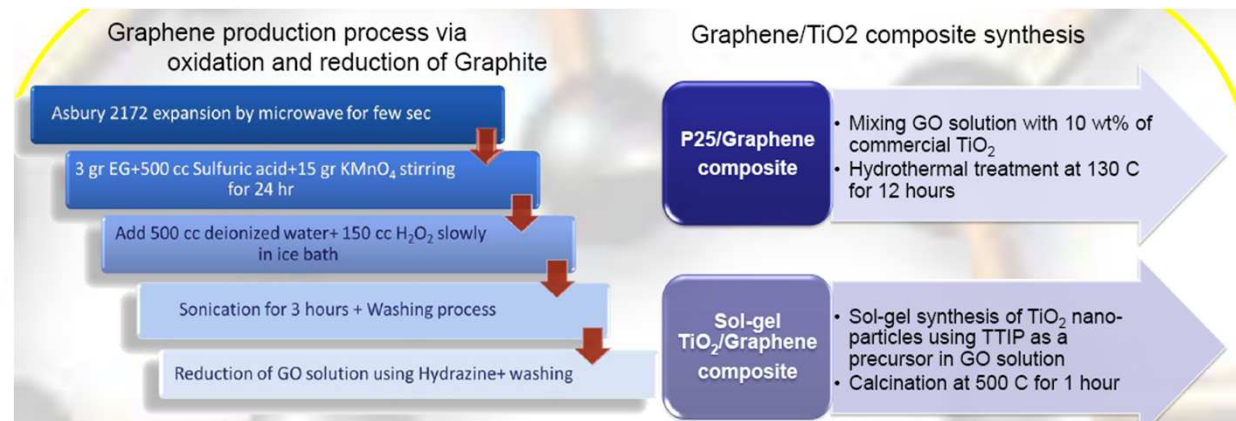 Graphene production process via
oxidation and reduction of Graphite
Asbury 2172 expansion by microwave for few sec
3 gr EG+500 cc Sulfuric acid+15 gr KMnO₄ stirring
for 24 hr
Add 500 cc deionized water+ 150 cc H₂O₂ slowly
in ice bath
Sonication for 3 hours + Washing process
Reduction of GO solution using Hydrazine+ washing
Graphene/TiO2 composite synthesis
P25/Graphene
composite
• Mixing GO solution with 10 wt% of
commercial TiO₂
• Hydrothermal treatment at 130 C
for 12 hours
Sol-gel
TiO₂/Graphene
composite
• Sol-gel synthesis of TiO₂ nano-
particles using TTIP as a
precursor in GO solution
• Calcination at 500 C for 1 hour